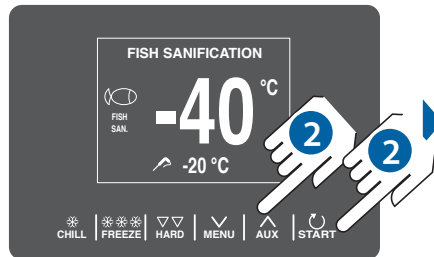 FISH SANIFICATION
-40 °C
FISH
SAN.
-20 °C
2
2
CHILL FREEZE HARD MENU AUX START